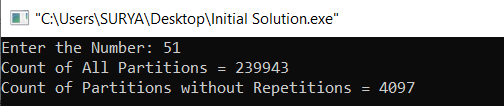 "C:\Users\SURYA\Desktop\Initial Solution.exe"
Enter the Number: 51
Count of All Partitions = 239943
Count of Partitions without Repetitions = 4097